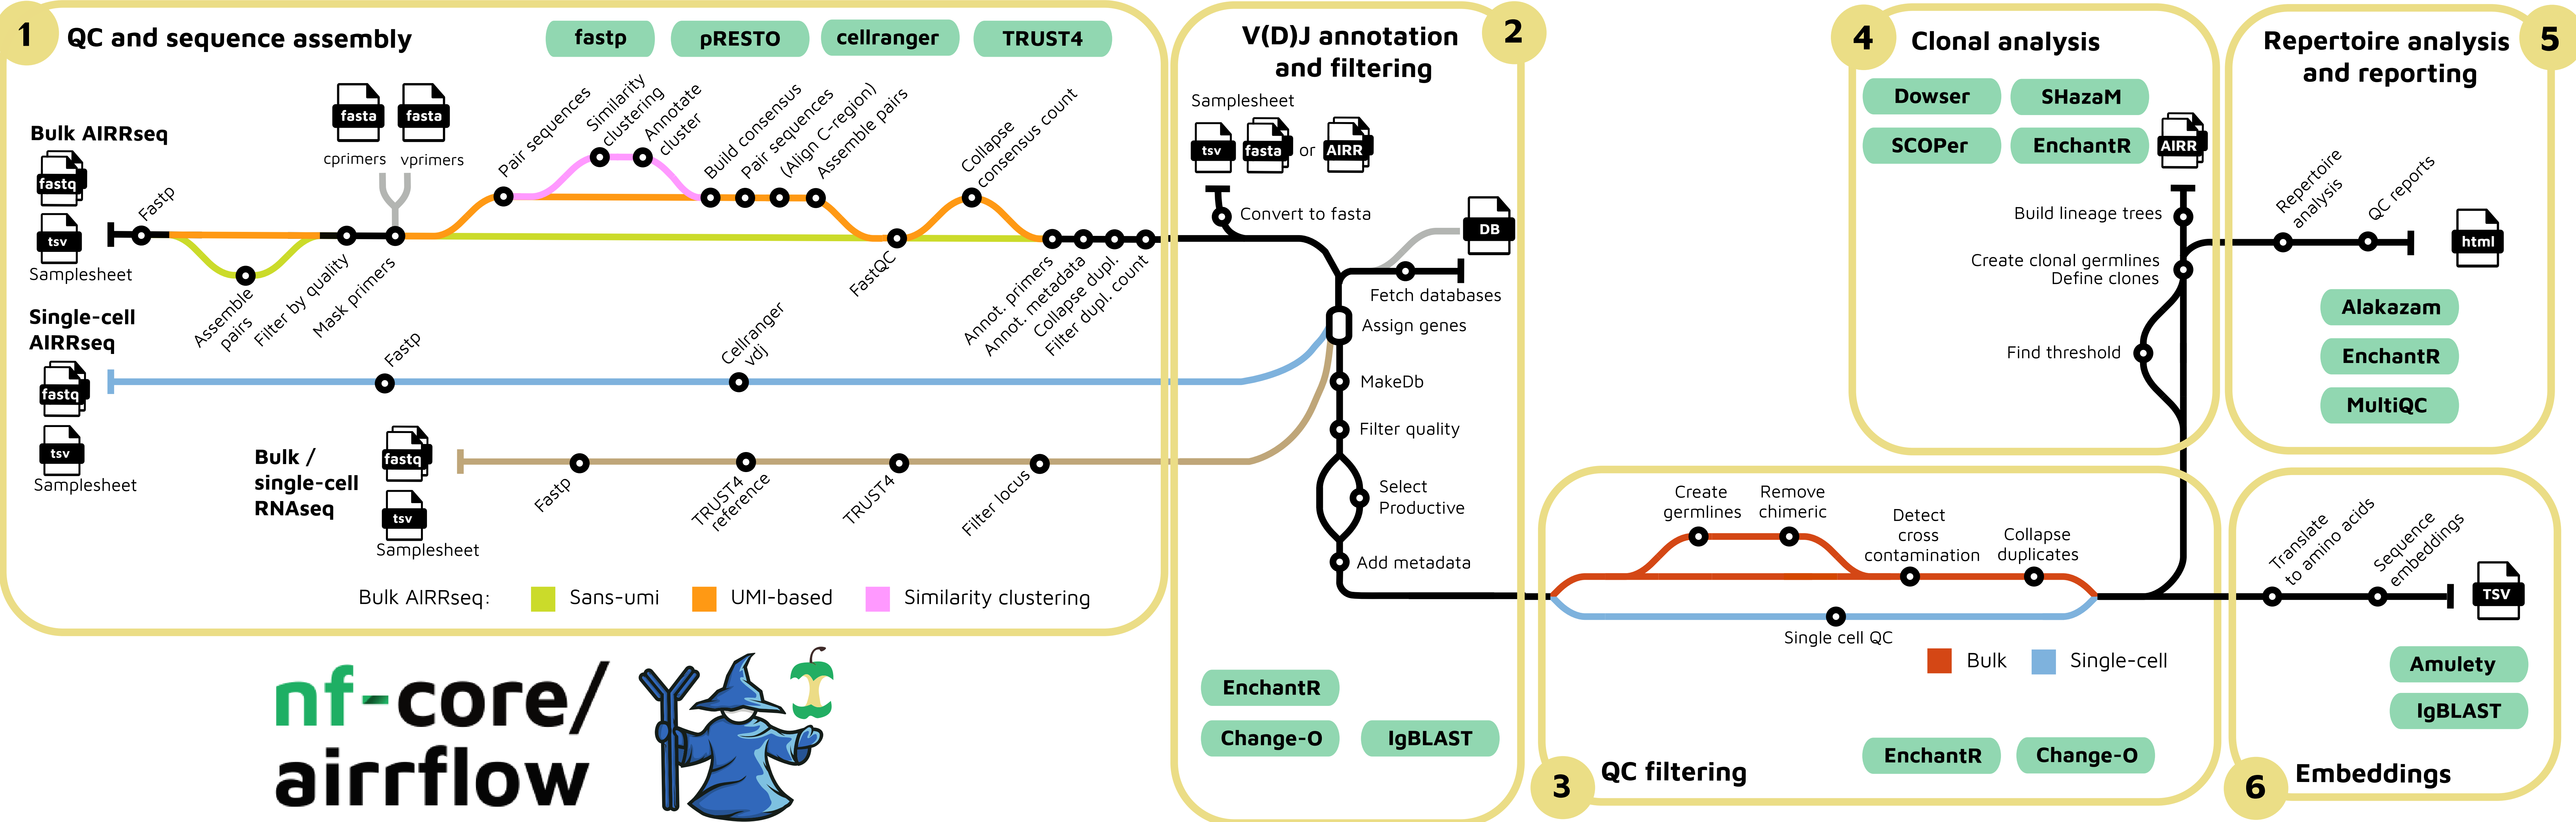 1
QC and sequence assembly
fastp
pRESTO
cellranger
TRUST4
Bulk AIRRseq
fastq
tsv
Samplesheet
fasta
fasta
cprimers
vprimers
Fastp
Assemble
pairs
Filter by quality
Mask primers
Pair sequences
Similarity
clustering
Annotate
cluster
Build consensus
Pair sequences
(Align C-region)
Assemble pairs
FastQC
Collapse
consensus count
Annot. primers
Annot. metadata
Collapse dupl.
Filter dupl. count
Single-cell
AIRRseq
fastq
tsv
Samplesheet
Fastp
Cellranger
vdj
Bulk /
single-cell
RNAseq
fastq
tsv
Samplesheet
Fastp
TRUST4
reference
TRUST4
Filter locus
Bulk AIRRseq:
Sans-umi
UMI-based
Similarity clustering
nf-core/
airrflow
2
V(D)J annotation
and filtering
Samplesheet
tsv
fasta
or
AIRR
Convert to fasta
DB
Fetch databases
Assign genes
MakeDb
Filter quality
Select
Productive
Add metadata
EnchantR
Change-O
IgBLAST
3
QC filtering
Create
germlines
Remove
chimeric
Detect
cross
contamination
Collapse
duplicates
Single cell QC
Bulk
Single-cell
EnchantR
Change-O
4
Clonal analysis
Dowser
SHazaM
SCOPer
EnchantR
AIRR
Build lineage trees
Create clonal germlines
Define clones
Find threshold
5
Repertoire analysis
and reporting
Repertoire
analysis
QC reports
html
Alakazam
EnchantR
MultiQC
6
Embeddings
Translate
to amino acids
Sequence
embeddings
TSV
Amulety
IgBLAST